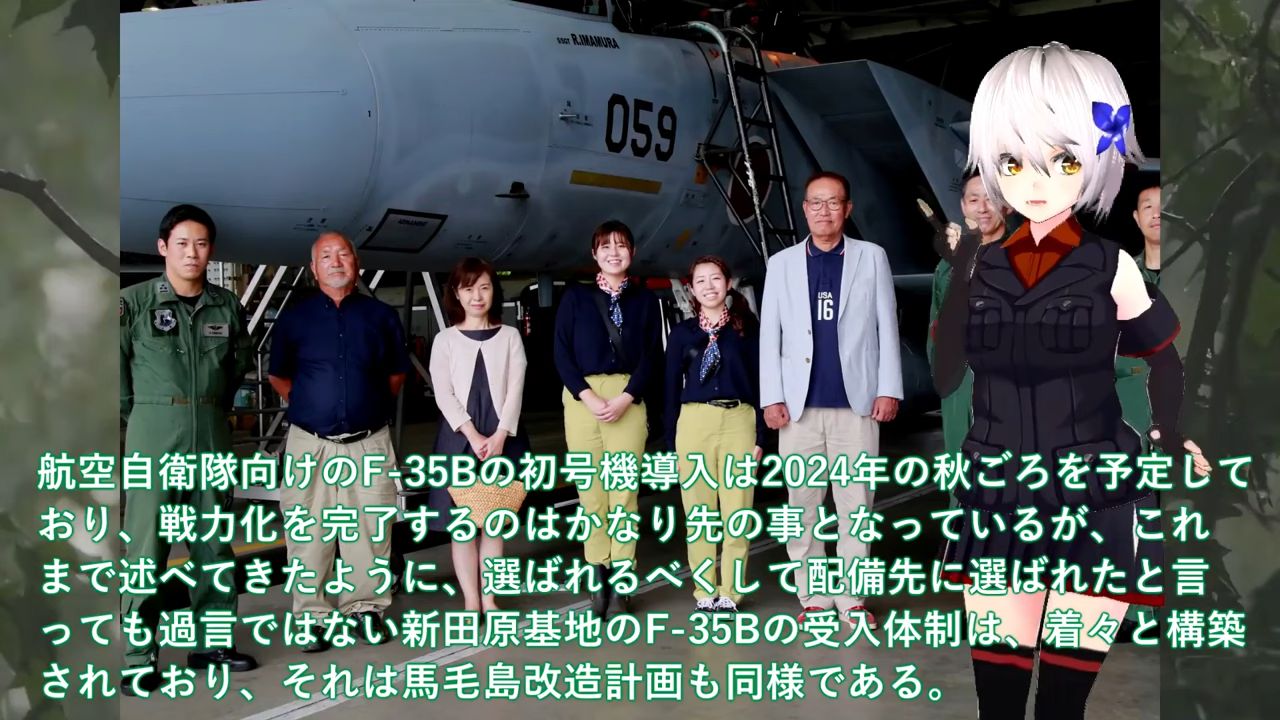 GSGT R.IMAMURA
059
USA
16
航空自衛隊向けのF-35Bの初号機導入は2024年の秋ごろを予定して
おり、戦力化を完了するのはかなり先の事となっているが、これ
まで述べてきたように、選ばれるべくして配備先に選ばれたと言
っても過言ではない新田原基地のF-35Bの受入体制は、着々と構築
されており、それは馬毛島改造計画も同様である。